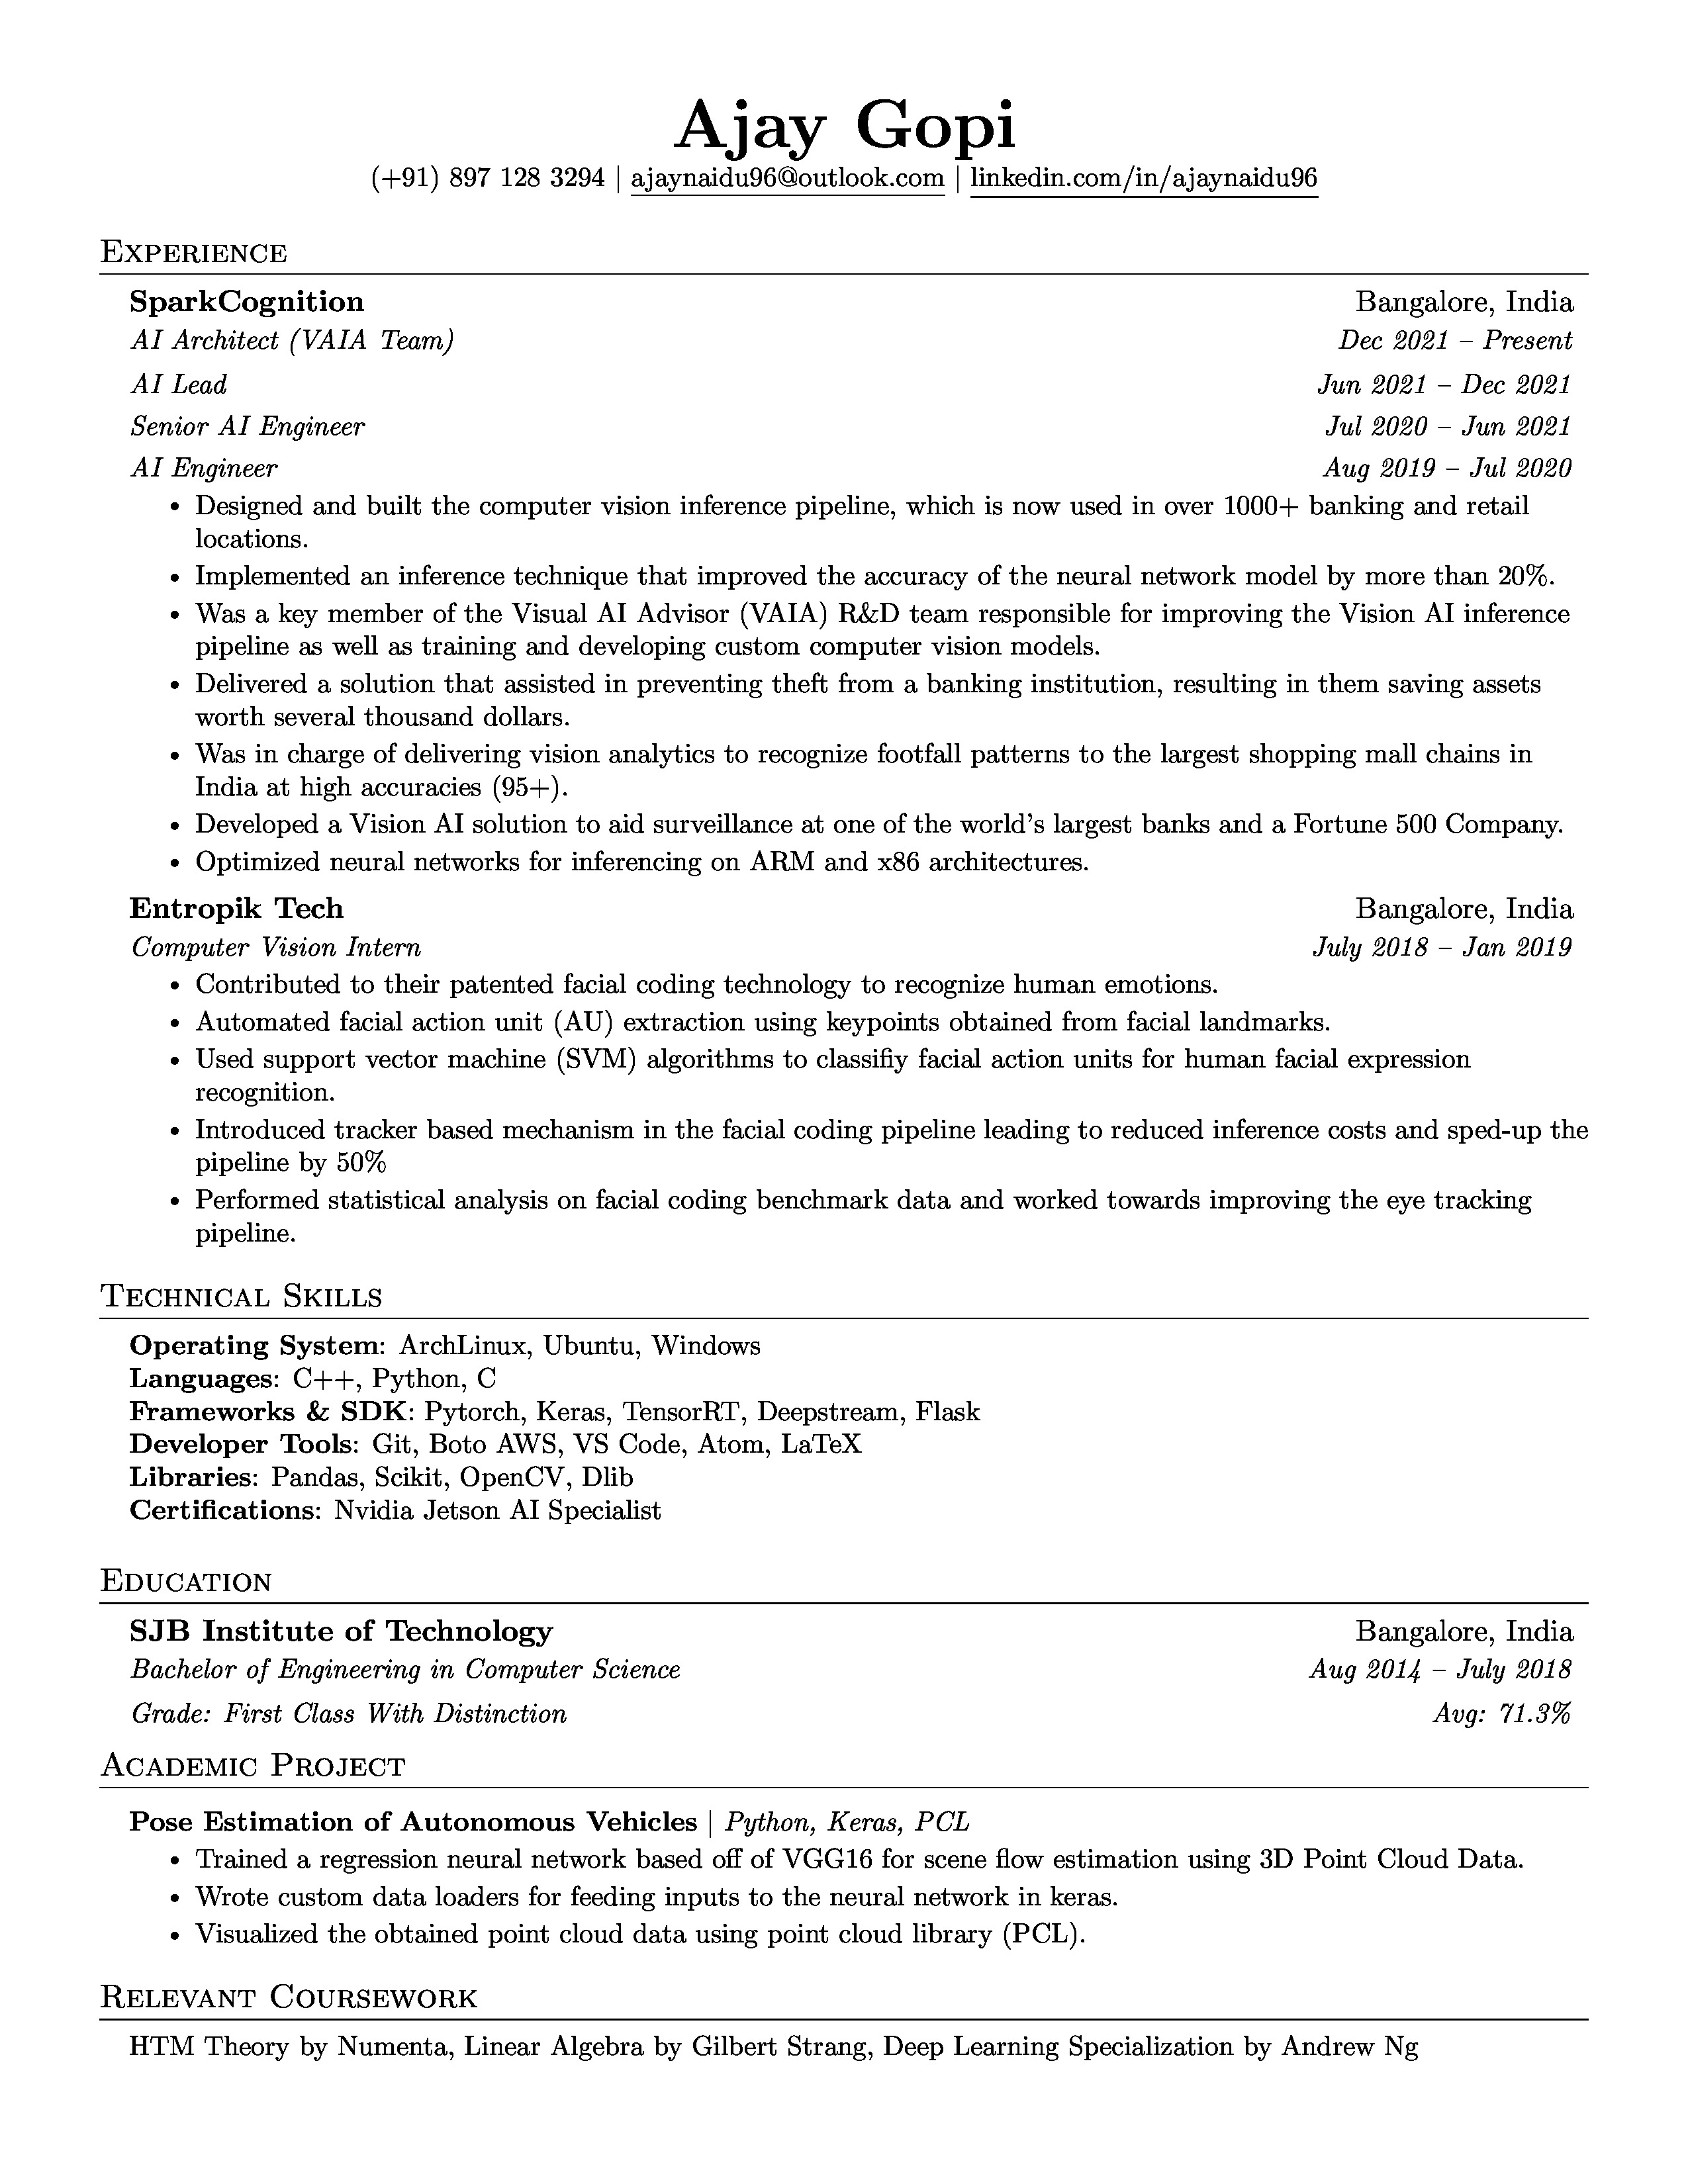 Ajay Gopi
(+91) 897 128 3294 | ajaynaidu96@outlook.com | linkedin.com/in/ajaynaidu96
Experience
SparkCognition Bangalore, India
AI Architect (VAIA Team) Dec 2021 – Present
AI Lead Jun 2021 – Dec 2021
Senior AI Engineer Jul 2020 – Jun 2021
AI Engineer Aug 2019 – Jul 2020
• Designed and built the computer vision inference pipeline, which is now used in over 1000+ banking and retail
locations.
• Implemented an inference technique that improved the accuracy of the neural network model by more than 20%.
• Was a key member of the Visual AI Advisor (VAIA) R&D team responsible for improving the Vision AI inference
pipeline as well as training and developing custom computer vision models.
• Delivered a solution that assisted in preventing theft from a banking institution, resulting in them saving assets
worth several thousand dollars.
• Was in charge of delivering vision analytics to recognize footfall patterns to the largest shopping mall chains in
India at high accuracies (95+).
• Developed a Vision AI solution to aid surveillance at one of the world's largest banks and a Fortune 500 Company.
• Optimized neural networks for inferencing on ARM and x86 architectures.
Entropik Tech Bangalore, India
Computer Vision Intern July 2018 – Jan 2019
• Contributed to their patented facial coding technology to recognize human emotions.
• Automated facial action unit (AU) extraction using keypoints obtained from facial landmarks.
• Used support vector machine (SVM) algorithms to classifiy facial action units for human facial expression
recognition.
• Introduced tracker based mechanism in the facial coding pipeline leading to reduced inference costs and sped-up the
pipeline by 50%
• Performed statistical analysis on facial coding benchmark data and worked towards improving the eye tracking
pipeline.
Technical Skills
Operating System: ArchLinux, Ubuntu, Windows
Languages: C++, Python, C
Frameworks & SDK: Pytorch, Keras, TensorRT, Deepstream, Flask
Developer Tools: Git, Boto AWS, VS Code, Atom, LaTeX
Libraries: Pandas, Scikit, OpenCV, Dlib
Certifications: Nvidia Jetson AI Specialist
Education
SJB Institute of Technology Bangalore, India
Bachelor of Engineering in Computer Science Aug 2014 – July 2018
Grade: First Class With Distinction Avg: 71.3%
Academic Project
Pose Estimation of Autonomous Vehicles | Python, Keras, PCL
• Trained a regression neural network based off of VGG16 for scene flow estimation using 3D Point Cloud Data.
• Wrote custom data loaders for feeding inputs to the neural network in keras.
• Visualized the obtained point cloud data using point cloud library (PCL).
Relevant Coursework
HTM Theory by Numenta, Linear Algebra by Gilbert Strang, Deep Learning Specialization by Andrew Ng